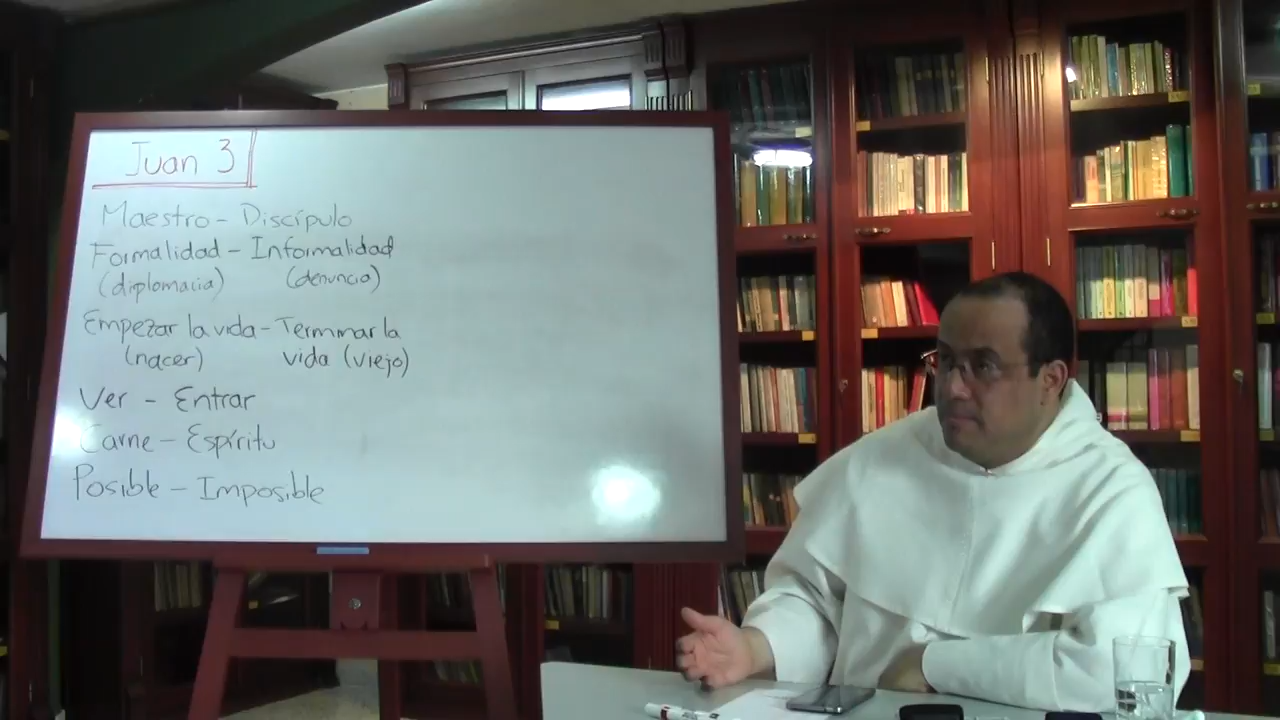 Juan 3
Maestro - Discípulo
Formalidad - Informalidad
(diplomacia) (denuncia)
Empezar la vida - Terminar la
(nacer) vida (viejo)
Ver - Entrar
Carne - Espíritu
Posible - Imposible